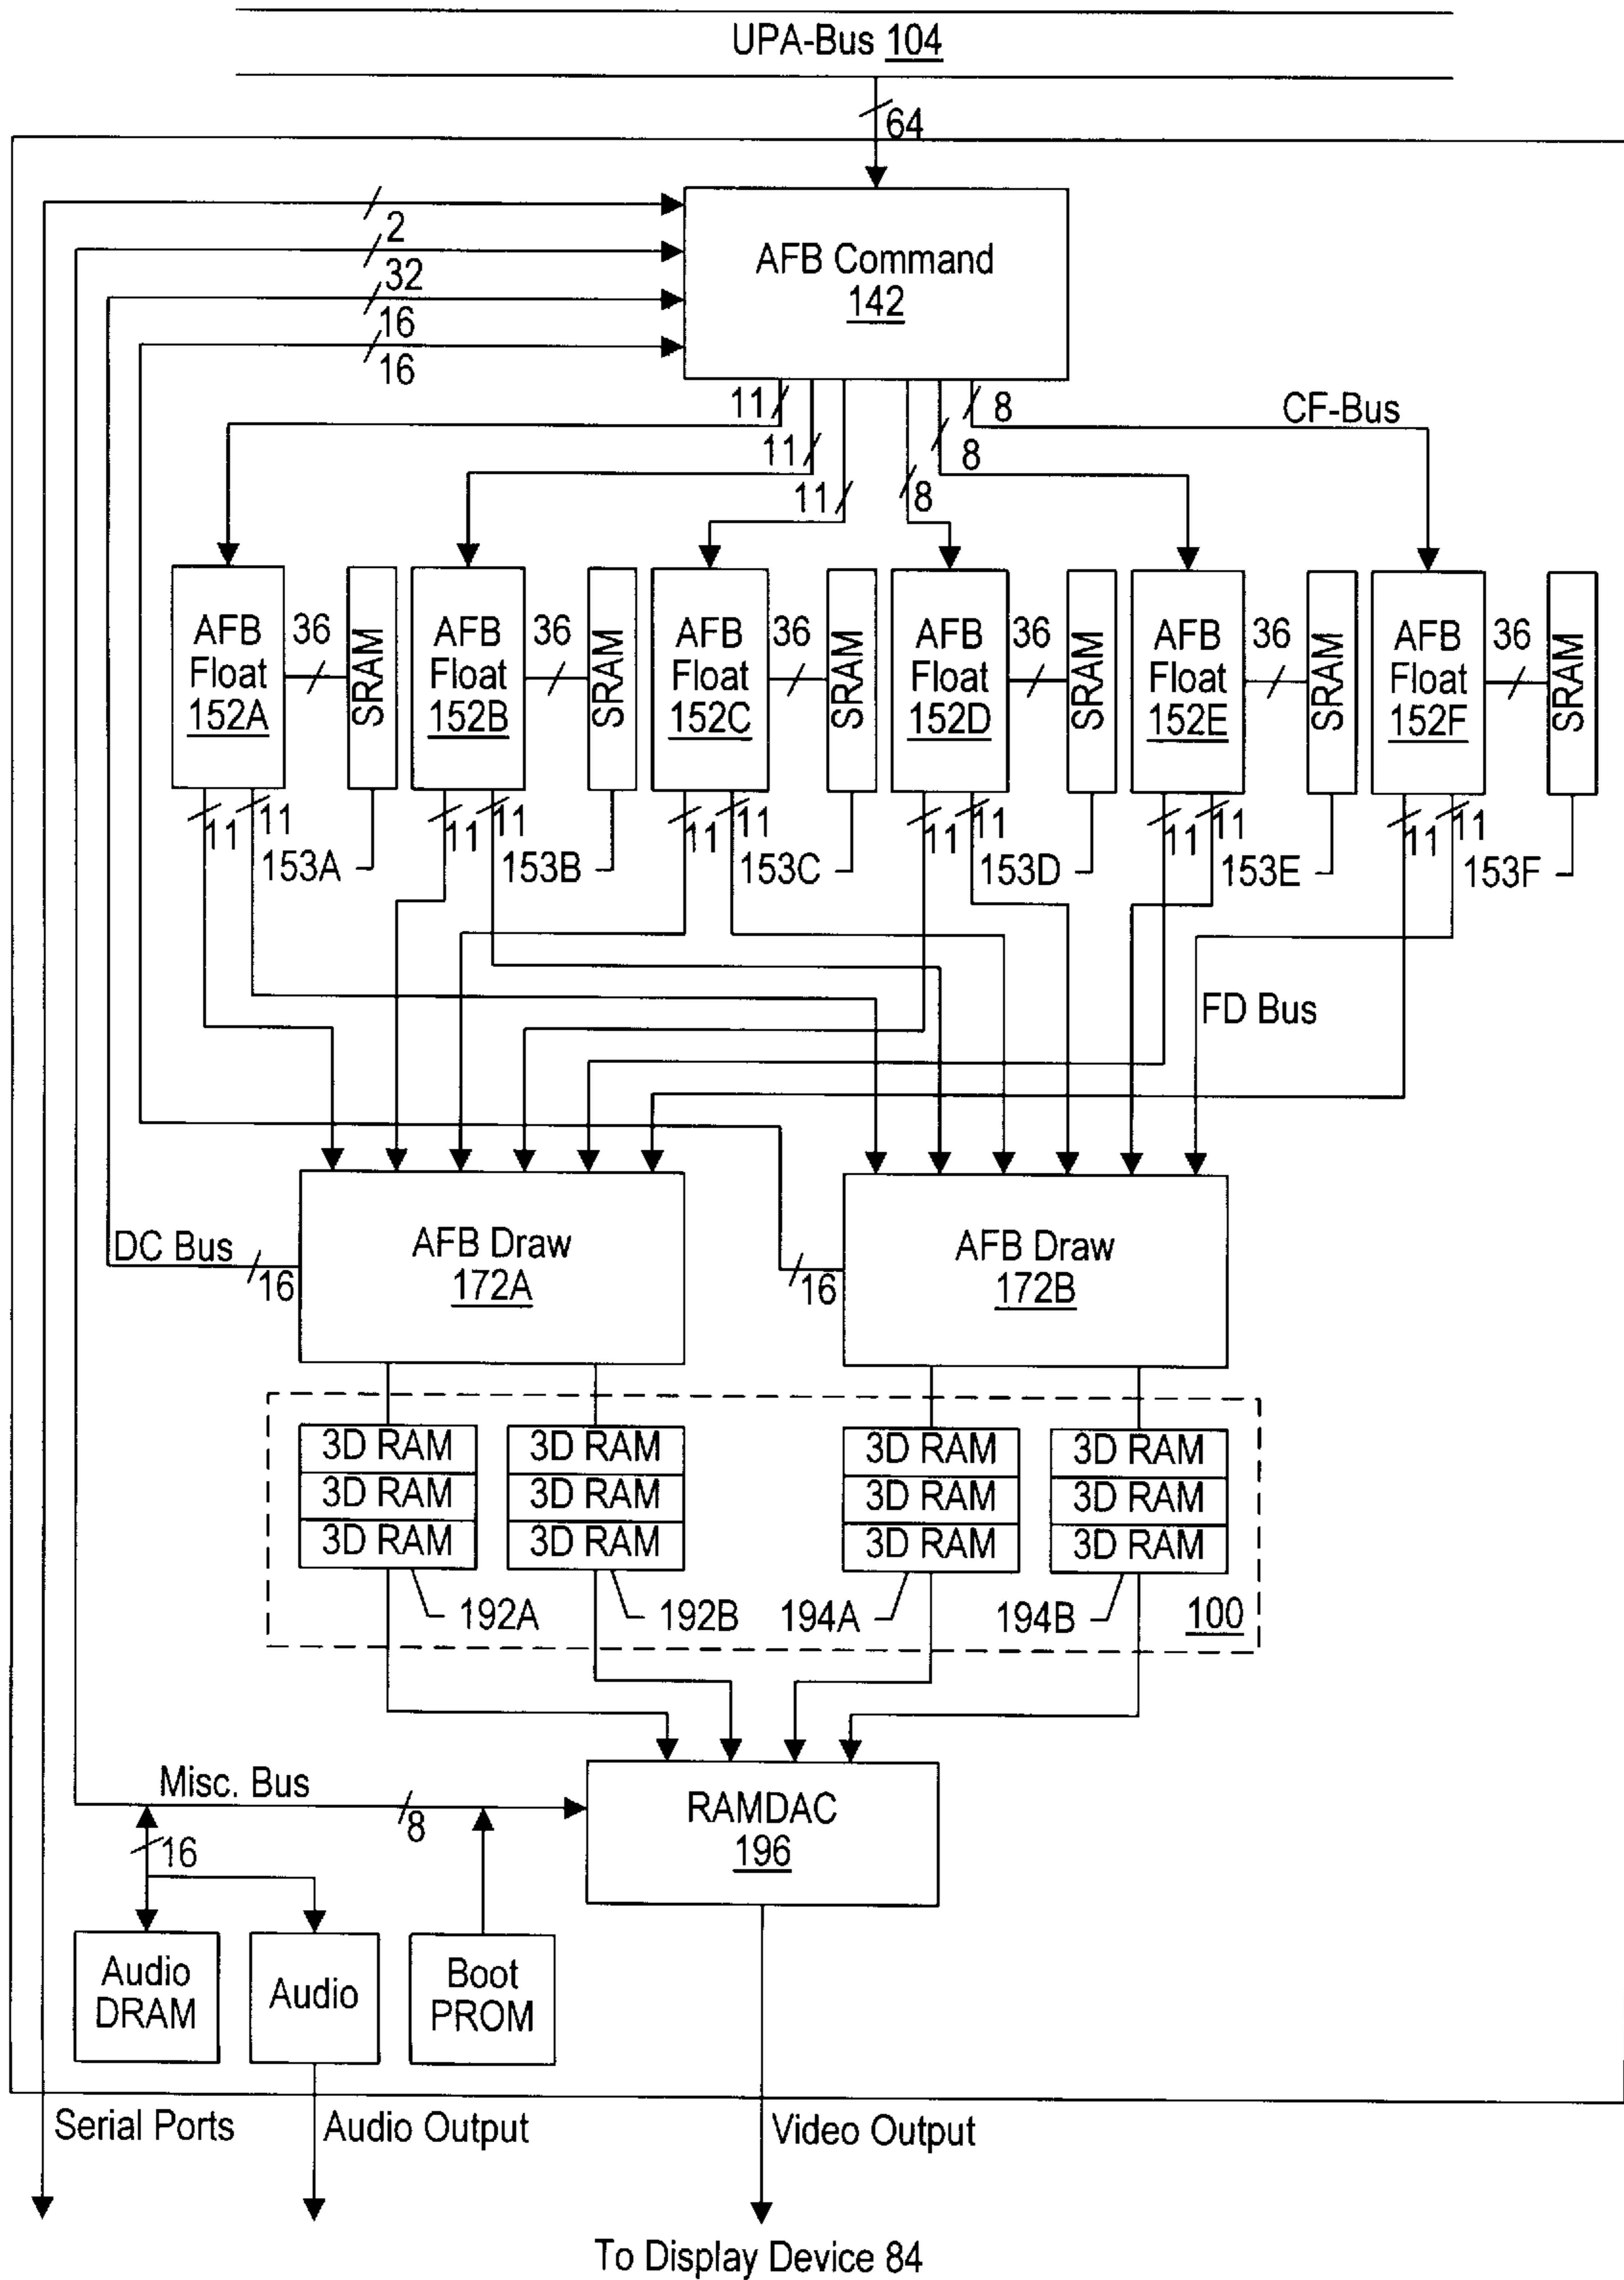 UPA-Bus 104
64
2
32
16
16
AFB Command
142
11
11
11
8
8
8
CF-Bus
AFB
Float
152A
36
SRAM
AFB
Float
152B
36
SRAM
AFB
Float
152C
36
SRAM
AFB
Float
152D
36
SRAM
AFB
Float
152E
36
SRAM
AFB
Float
152F
36
SRAM
11
11
153A
11
11
153B
11
11
153C
11
11
153D
11
11
153E
11
11
153F
FD Bus
DC Bus
16
AFB Draw
172A
16
AFB Draw
172B
3D RAM
3D RAM
3D RAM
3D RAM
3D RAM
3D RAM
3D RAM
3D RAM
3D RAM
3D RAM
3D RAM
3D RAM
192A
192B
194A
194B
100
Misc. Bus
8
16
RAMDAC
196
Audio
DRAM
Audio
Boot
PROM
Serial Ports
Audio Output
Video Output
To Display Device 84